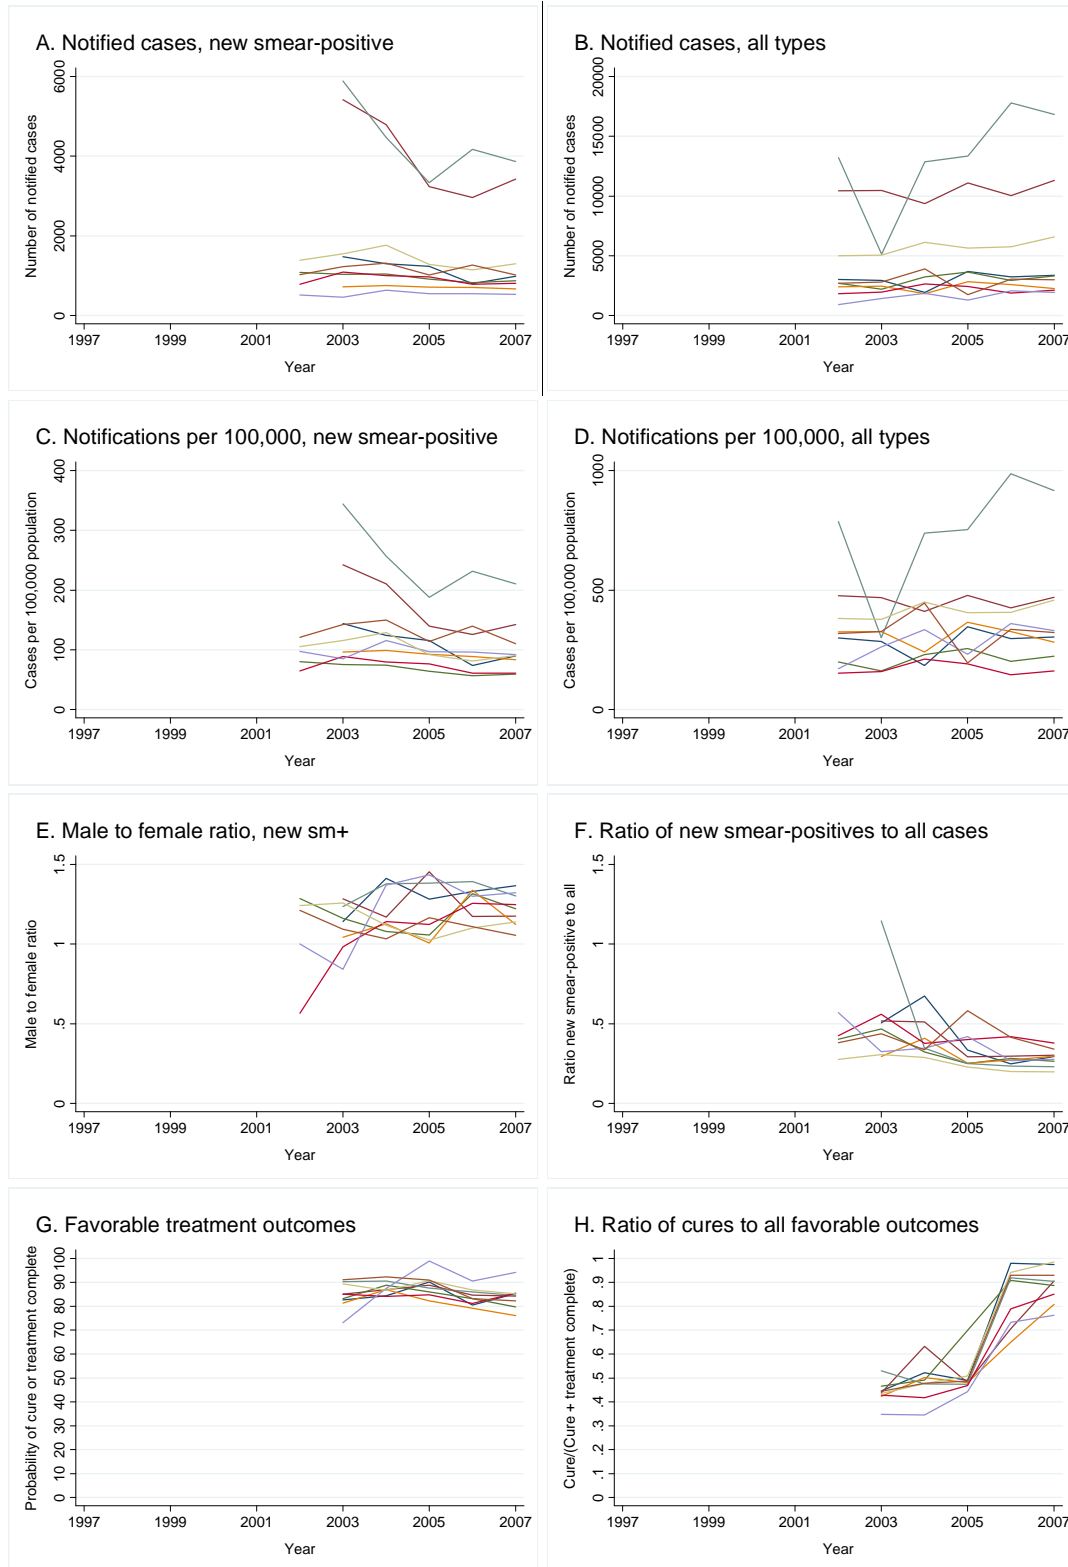 A. Notified cases, new smear-positive
Number of notified cases
6000
4000
2000
0
1997 1999 2001 2003 2005 2007
Year
B. Notified cases, all types
Number of notified cases
20000
15000
10000
5000
0
1997 1999 2001 2003 2005 2007
Year
C. Notifications per 100,000, new smear-positive
Cases per 100,000 population
400
300
200
100
0
1997 1999 2001 2003 2005 2007
Year
D. Notifications per 100,000, all types
Cases per 100,000 population
1000
500
0
1997 1999 2001 2003 2005 2007
Year
E. Male to female ratio, new sm+
Male to female ratio
1.5
1
.5
0
1997 1999 2001 2003 2005 2007
Year
F. Ratio of new smear-positives to all cases
Ratio new smear-positive to all
1.5
1
.5
0
1997 1999 2001 2003 2005 2007
Year
G. Favorable treatment outcomes
Probability of cure or treatment complete
100
90
80
70
60
50
40
30
20
10
0
1997 1999 2001 2003 2005 2007
Year
H. Ratio of cures to all favorable outcomes
Cure/(Cure + treatment complete)
1
.9
.8
.7
.6
.5
.4
.3
.2
.1
0
1997 1999 2001 2003 2005 2007
Year